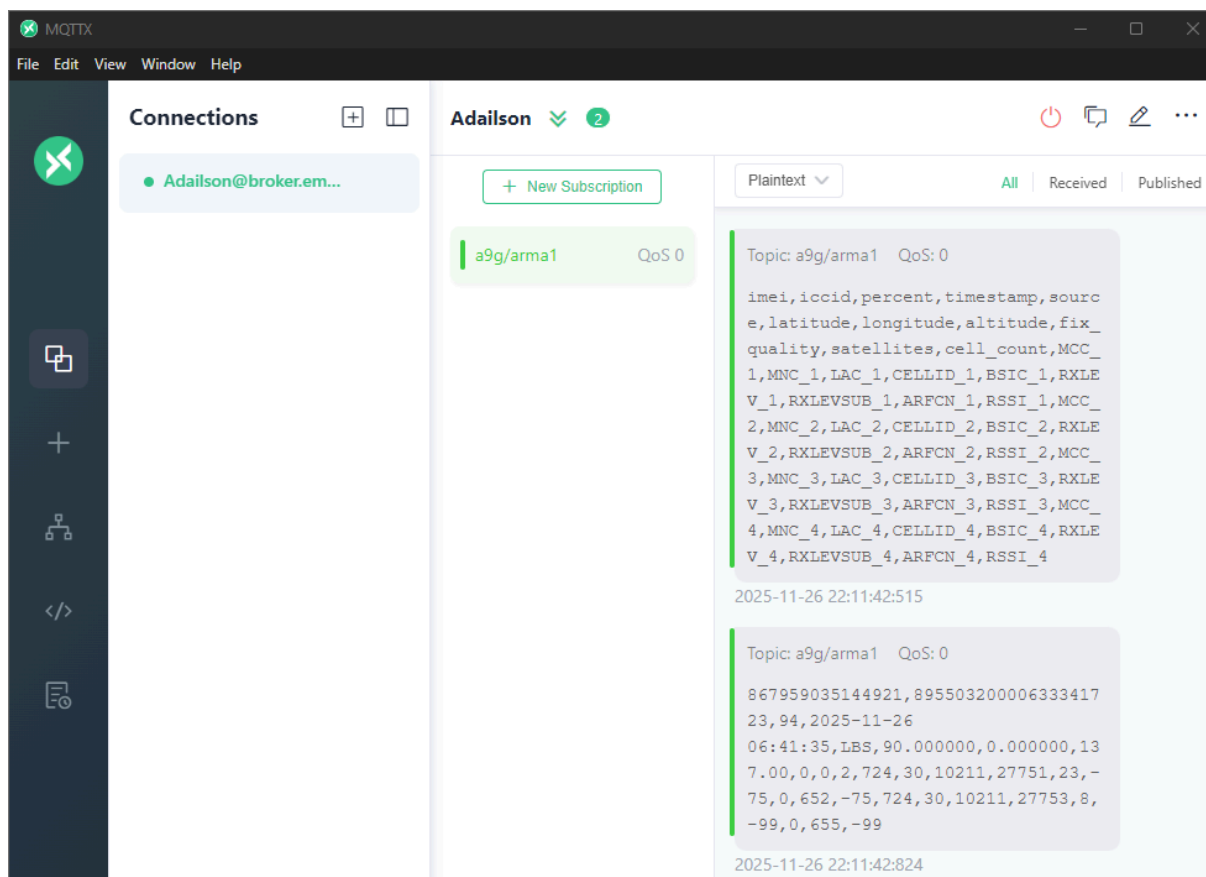 MQTTX
File Edit View Window Help
Connections
Adailson@broker.em...
Adailson 2
+ New Subscription
a9g/arma1 QoS 0
Plaintext All Received Published
Topic: a9g/arma1 QoS: 0
imei,iccid,percent,timestamp,sourc
e,latitude,longitude,altitude,fix_
quality,satellites,cell_count,MCC_
1,MNC_1,LAC_1,CELLID_1,BSIC_1,RXLE
V_1,RXLEVSUB_1,ARFCN_1,RSSI_1,MCC_
2,MNC_2,LAC_2,CELLID_2,BSIC_2,RXLE
V_2,RXLEVSUB_2,ARFCN_2,RSSI_2,MCC_
3,MNC_3,LAC_3,CELLID_3,BSIC_3,RXLE
V_3,RXLEVSUB_3,ARFCN_3,RSSI_3,MCC_
4,MNC_4,LAC_4,CELLID_4,BSIC_4,RXLE
V_4,RXLEVSUB_4,ARFCN_4,RSSI_4
2025-11-26 22:11:42:515
Topic: a9g/arma1 QoS: 0
867959035144921,895503200006333417
23,94,2025-11-26
06:41:35,LBS,90.000000,0.000000,13
7.00,0,0,2,724,30,10211,27751,23,-
75,0,652,-75,724,30,10211,27753,8,
-99,0,655,-99
2025-11-26 22:11:42:824